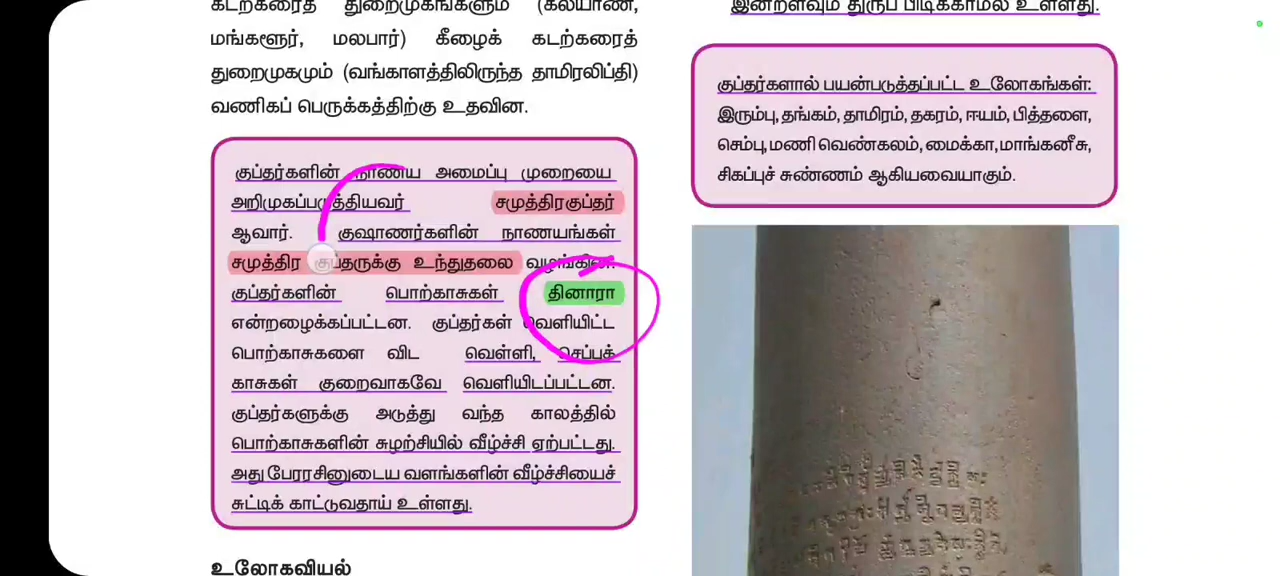 கடற்கரைத் துறைமுகங்களும் (கல்யாண்,
மங்களூர், மலபார்) கீழைக் கடற்கரைத்
துறைமுகமும் (வங்காளத்திலிருந்த தாமிரலிப்தி)
வணிகப் பெருக்கத்திற்கு உதவின.
குப்தர்களின் நாணய அமைப்பு முறையை
அறிமுகப்படுத்தியவர் சமுத்திரகுப்தர்
ஆவார். குஷாணர்களின் நாணயங்கள்
சமுத்திர குப்தருக்கு உந்துதலை வழங்கின.
குப்தர்களின் பொற்காசுகள் தினாரா
என்றழைக்கப்பட்டன. குப்தர்கள் வெளியிட்ட
பொற்காசுகளை விட வெள்ளி, செப்புக்
காசுகள் குறைவாகவே வெளியிடப்பட்டன.
குப்தர்களுக்கு அடுத்து வந்த காலத்தில்
பொற்காசுகளின் சுழற்சியில் வீழ்ச்சி ஏற்பட்டது.
அது பேரரசினுடைய வளங்களின் வீழ்ச்சியைச்
சுட்டிக் காட்டுவதாய் உள்ளது.
உலோகவியல்
இன்றளவும் துருப் பிடிக்காமல் உள்ளது.
குப்தர்களால் பயன்படுத்தப்பட்ட உலோகங்கள்:
இரும்பு, தங்கம், தாமிரம், தகரம், ஈயம், பித்தளை,
செம்பு, மணி வெண்கலம், மைக்கா, மாங்கனீசு,
சிகப்புச் சுண்ணம் ஆகியவையாகும்.